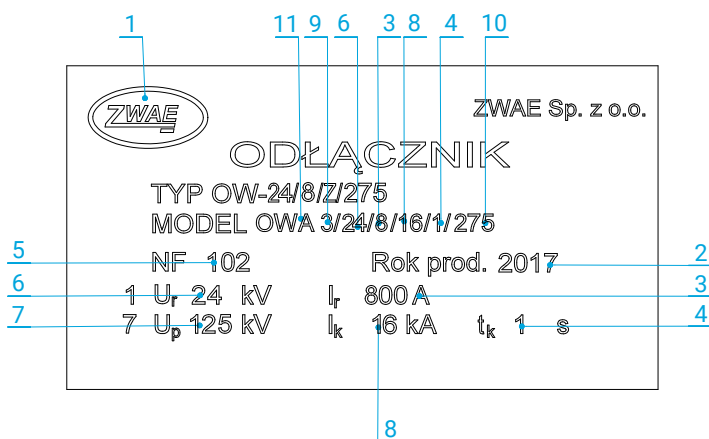 1 11 9 6 3 8 4 10
ZWAE ZWAE Sp. z o.o.
ODŁĄCZNIK
TYP OW-24/8/Z/275
MODEL OWA 3/24/8/16/1/275
5 NF 102 Rok prod. 2017 2
6 1 Ur 24 kV Ir 800 A 3
7 7 Up 125 kV Ik 16 kA tk 1 s 4
8